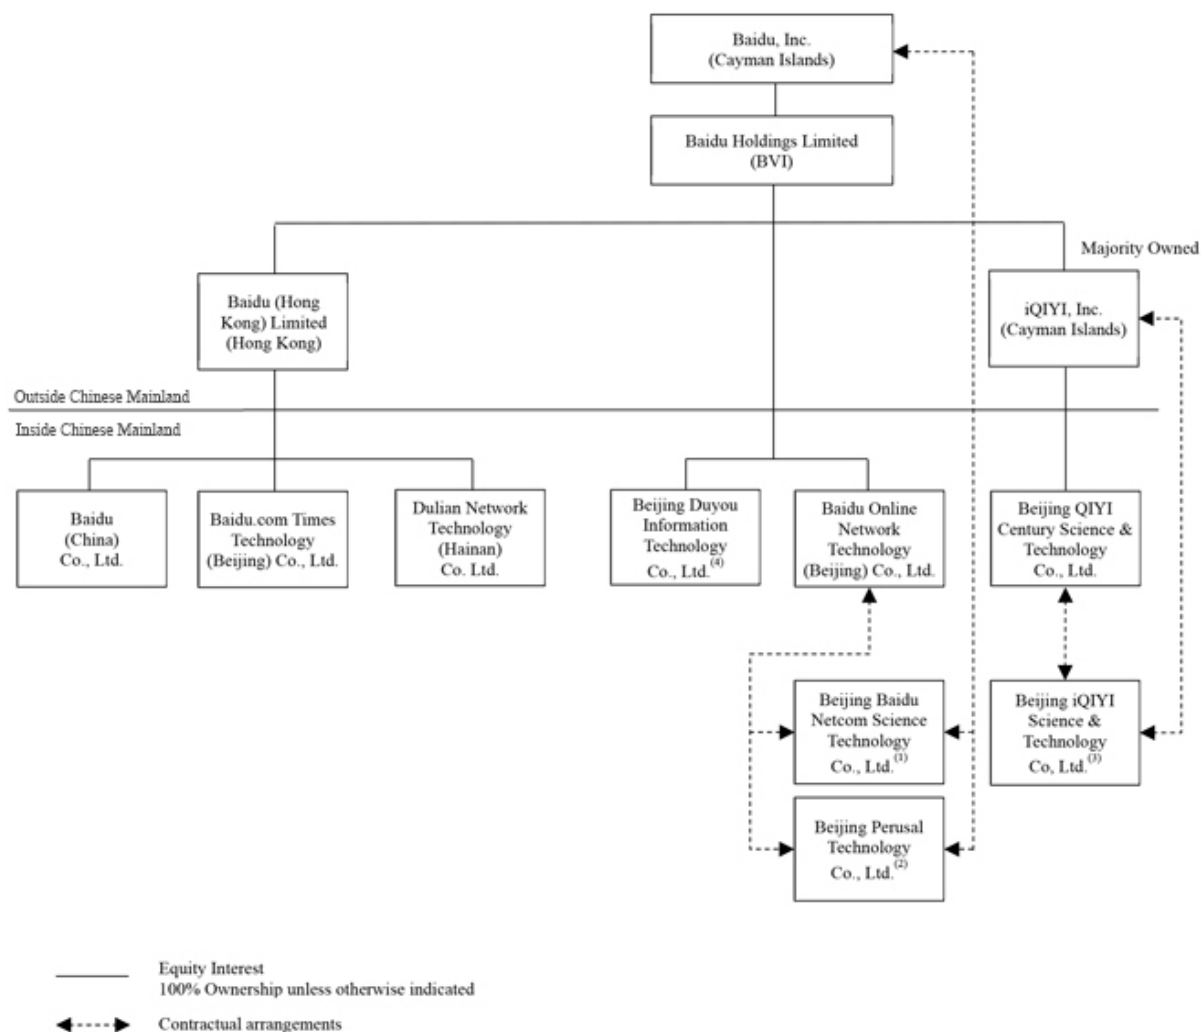 Baidu, Inc.
(Cayman Islands)
Baidu Holdings Limited
(BVI)
Majority Owned
Baidu (Hong
Kong) Limited
(Hong Kong)
iQIYI, Inc.
(Cayman Islands)
Outside Chinese Mainland
Inside Chinese Mainland
Baidu
(China)
Co., Ltd.
Baidu.com Times
Technology
(Beijing) Co., Ltd.
Dulian Network
Technology
(Hainan)
Co. Ltd.
Beijing Duyou
Information
Technology
Co., Ltd.(4)
Baidu Online
Network
Technology
(Beijing) Co., Ltd.
Beijing QIYI
Century Science &
Technology
Co., Ltd.
Beijing Baidu
Netcom Science
Technology
Co., Ltd.(1)
Beijing iQIYI
Science &
Technology
Co, Ltd.(3)
Beijing Perusal
Technology
Co., Ltd.(2)
Equity Interest
100% Ownership unless otherwise indicated
Contractual arrangements